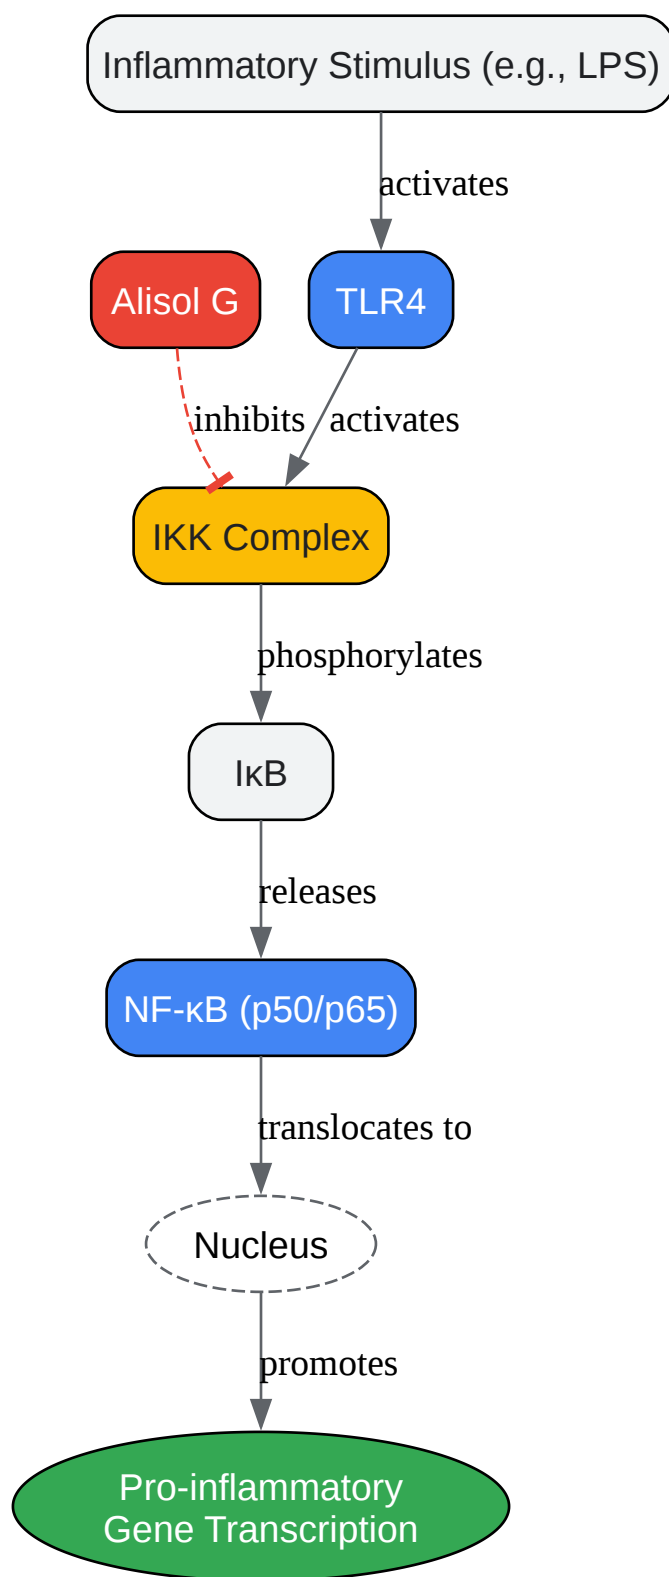 Inflammatory Stimulus (e.g., LPS)
activates
Alisol G
TLR4
inhibits
activates
IKK Complex
phosphorylates
IκB
releases
NF-κB (p50/p65)
translocates to
Nucleus
promotes
Pro-inflammatory
Gene Transcription